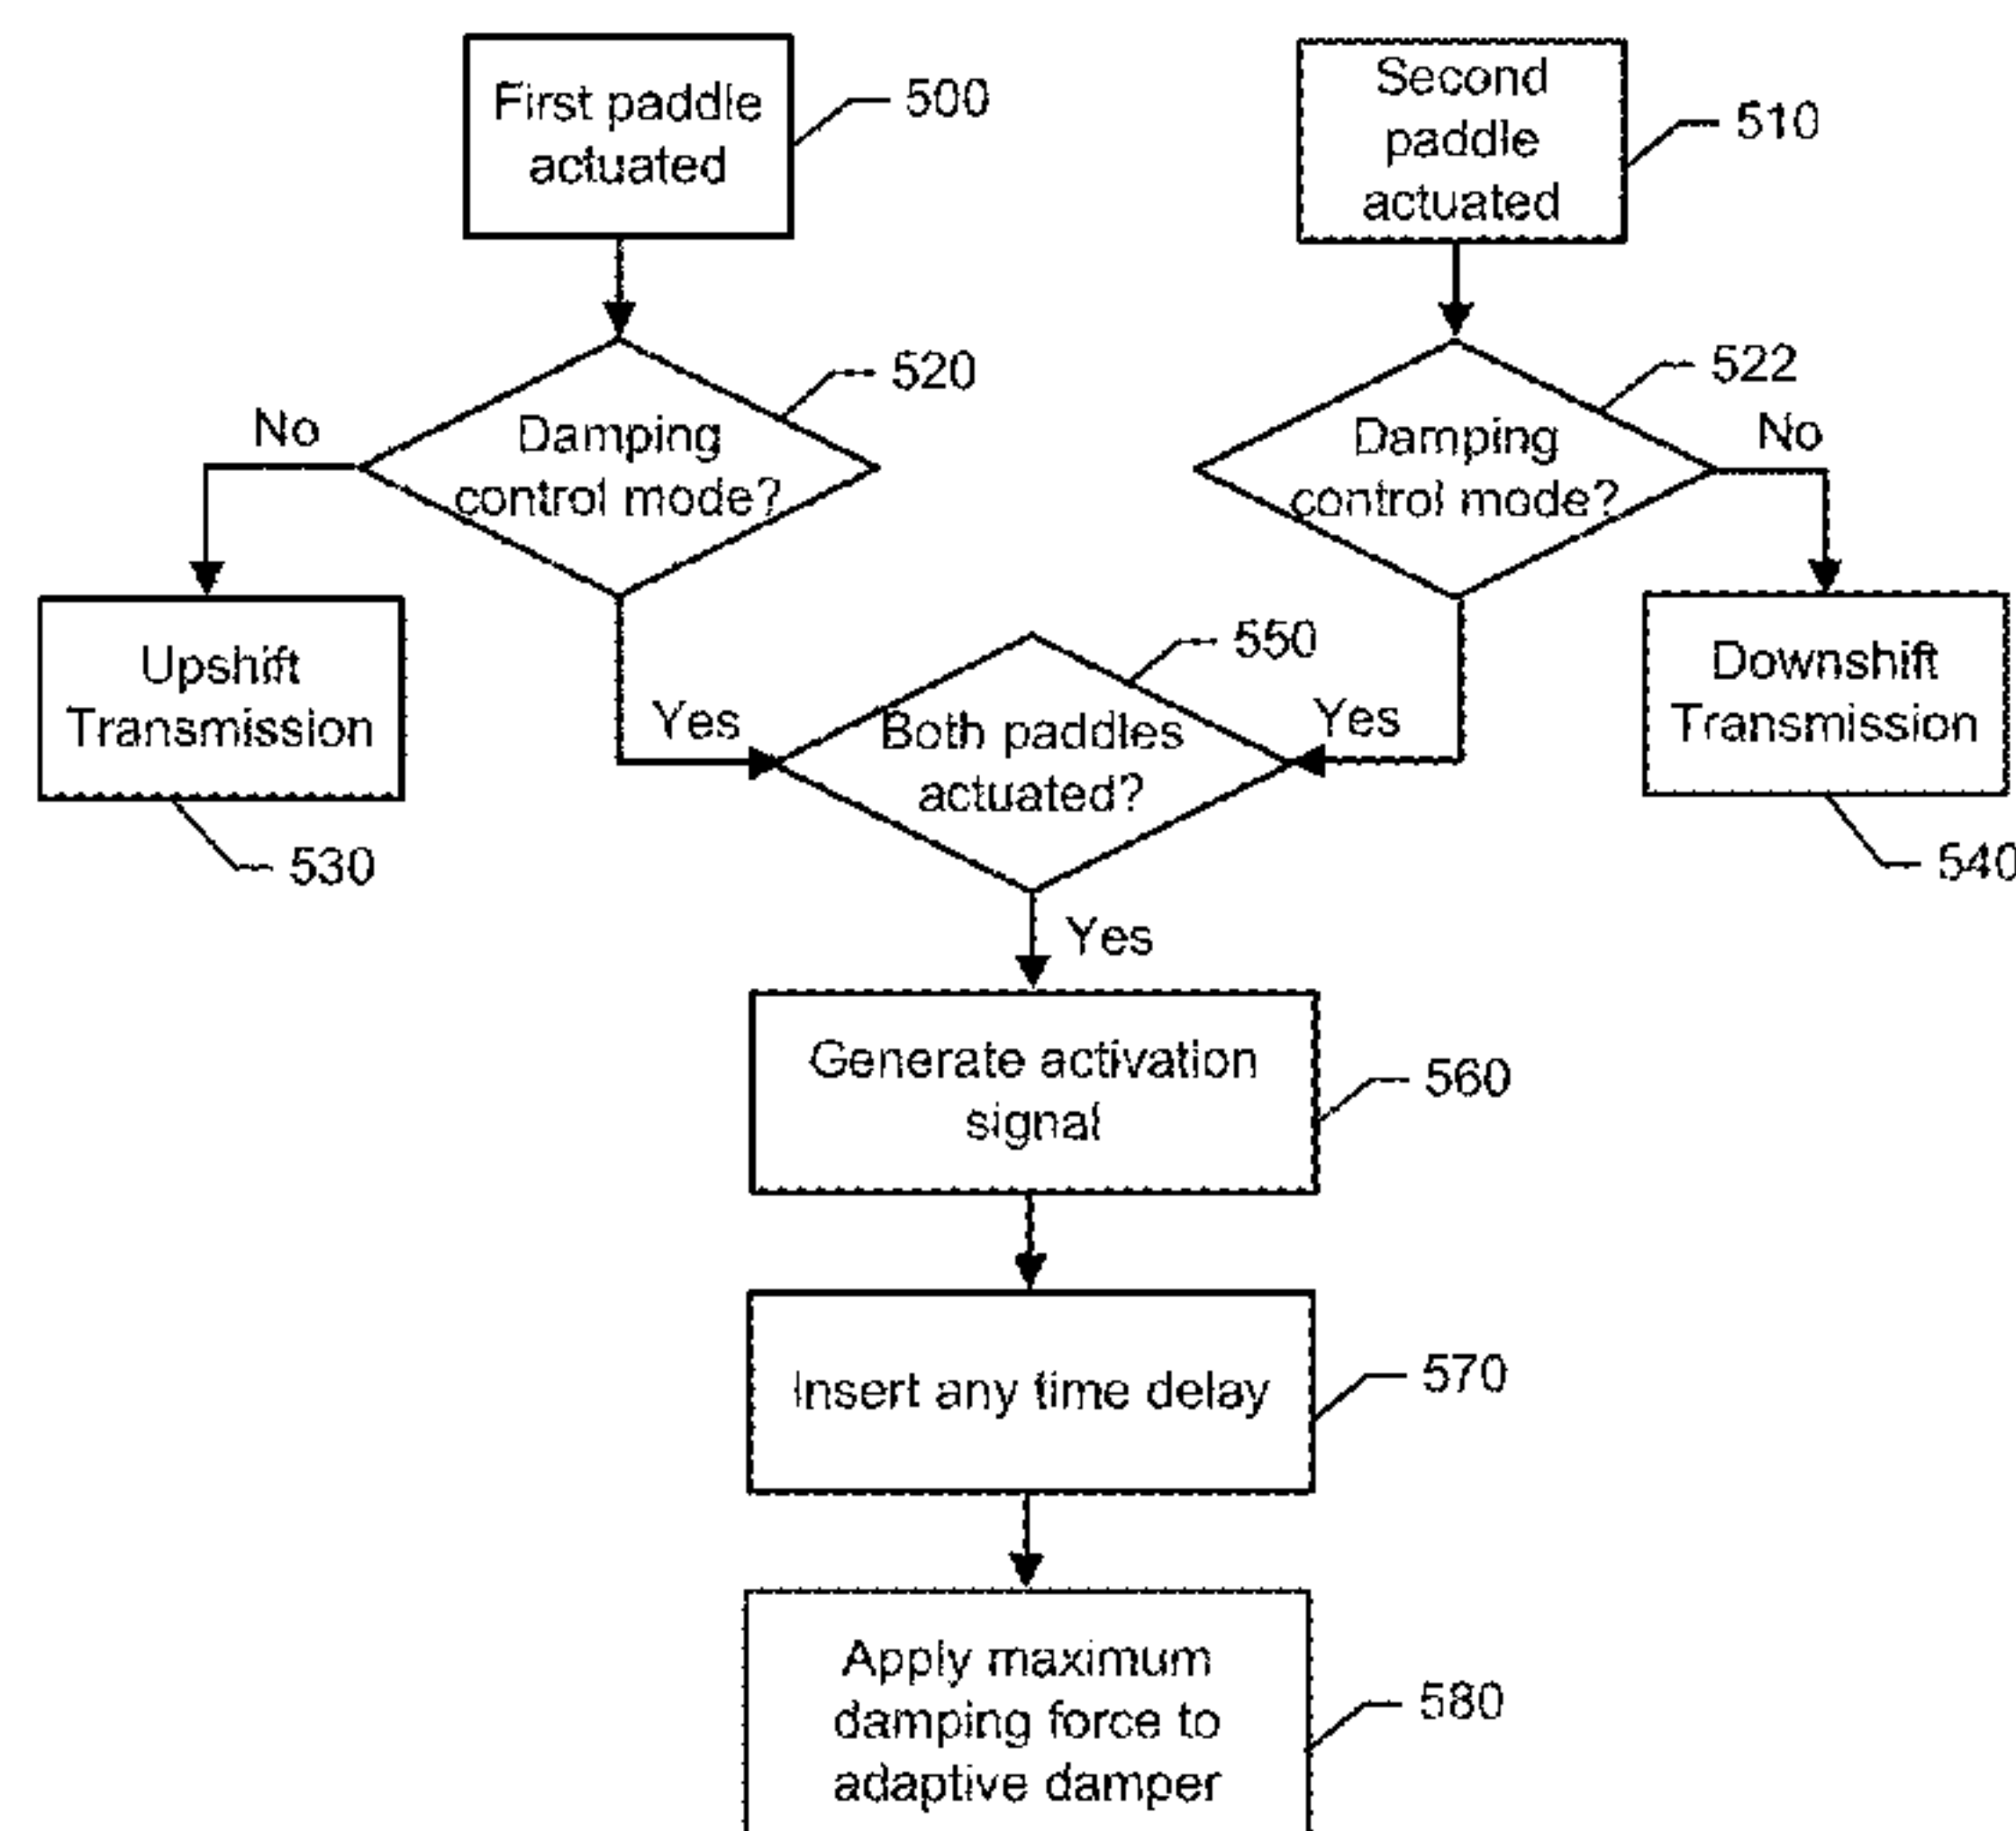 First paddle
actuated
500
Second
paddle
actuated
510
Damping
control mode?
520
No
Damping
control mode?
522
No
Upshift
Transmission
530
Yes
Both paddles
actuated?
550
Yes
Downshift
Transmission
540
Yes
Generate activation
signal
560
Insert any time delay
570
Apply maximum
damping force to
adaptive damper
580